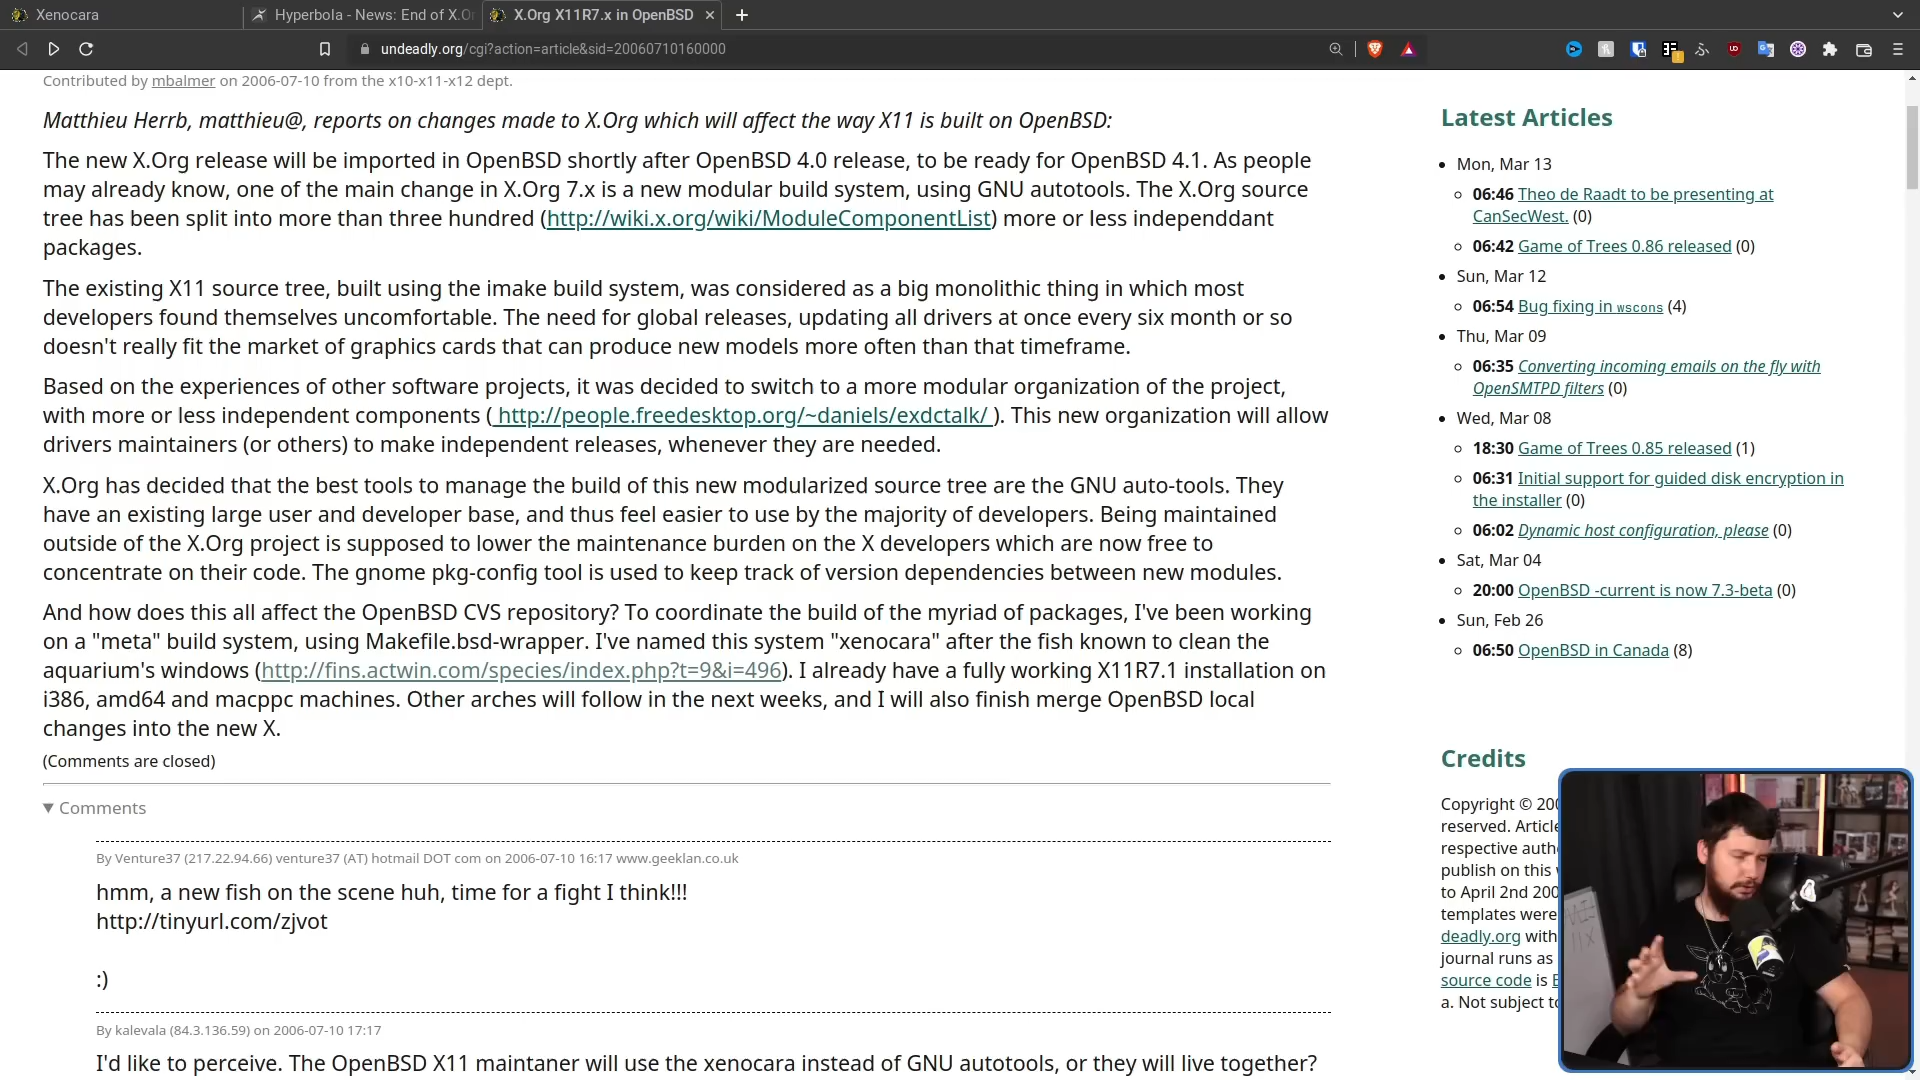 Xenocara
Hyperbola - News: End of X.Or
X.Org X11R7.x in OpenBSD
undeadly.org/cgi?action=article&sid=20060710160000
Contributed by mbalmer on 2006-07-10 from the x10-x11-x12 dept.
Matthieu Herrb, matthieu@, reports on changes made to X.Org which will affect the way X11 is built on OpenBSD:
The new X.Org release will be imported in OpenBSD shortly after OpenBSD 4.0 release, to be ready for OpenBSD 4.1. As people
may already know, one of the main change in X.Org 7.x is a new modular build system, using GNU autotools. The X.Org source
tree has been split into more than three hundred (http://wiki.x.org/wiki/ModuleComponentList) more or less independdant
packages.
The existing X11 source tree, built using the imake build system, was considered as a big monolithic thing in which most
developers found themselves uncomfortable. The need for global releases, updating all drivers at once every six month or so
doesn't really fit the market of graphics cards that can produce new models more often than that timeframe.
Based on the experiences of other software projects, it was decided to switch to a more modular organization of the project,
with more or less independent components ( http://people.freedesktop.org/~daniels/exdctalk/ ). This new organization will allow
drivers maintainers (or others) to make independent releases, whenever they are needed.
X.Org has decided that the best tools to manage the build of this new modularized source tree are the GNU auto-tools. They
have an existing large user and developer base, and thus feel easier to use by the majority of developers. Being maintained
outside of the X.Org project is supposed to lower the maintenance burden on the X developers which are now free to
concentrate on their code. The gnome pkg-config tool is used to keep track of version dependencies between new modules.
And how does this all affect the OpenBSD CVS repository? To coordinate the build of the myriad of packages, I've been working
on a "meta" build system, using Makefile.bsd-wrapper. I've named this system "xenocara" after the fish known to clean the
aquarium's windows (http://fins.actwin.com/species/index.php?t=9&i=496). I already have a fully working X11R7.1 installation on
i386, amd64 and macppc machines. Other arches will follow in the next weeks, and I will also finish merge OpenBSD local
changes into the new X.
(Comments are closed)
▼ Comments
By Venture37 (217.22.94.66) venture37 (AT) hotmail DOT com on 2006-07-10 16:17 www.geeklan.co.uk
hmm, a new fish on the scene huh, time for a fight I think!!!
http://tinyurl.com/zjvot
:)
By kalevala (84.3.136.59) on 2006-07-10 17:17
I'd like to perceive. The OpenBSD X11 maintaner will use the xenocara instead of GNU autotools, or they will live together?
Latest Articles
Mon, Mar 13
06:46 Theo de Raadt to be presenting at
CanSecWest. (0)
06:42 Game of Trees 0.86 released (0)
Sun, Mar 12
06:54 Bug fixing in wscons (4)
Thu, Mar 09
06:35 Converting incoming emails on the fly with
OpenSMTPD filters (0)
Wed, Mar 08
18:30 Game of Trees 0.85 released (1)
06:31 Initial support for guided disk encryption in
the installer (0)
06:02 Dynamic host configuration, please (0)
Sat, Mar 04
20:00 OpenBSD -current is now 7.3-beta (0)
Sun, Feb 26
06:50 OpenBSD in Canada (8)
Credits
Copyright © 200
reserved. Article
respective auth
publish on this
to April 2nd 200
templates were
deadly.org with
journal runs as
source code is
a. Not subject to